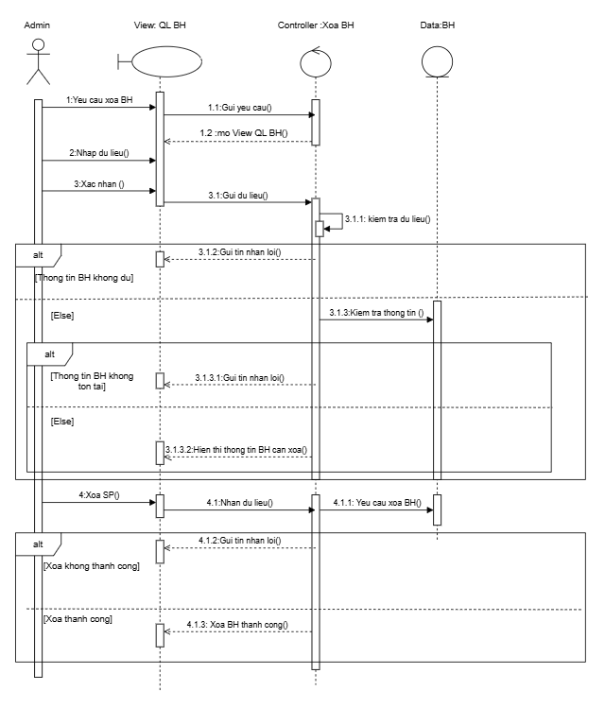 Admin
View: QL BH
Controller :Xoa BH
Data:BH
1:Yeu cau xoa BH
1.1:Gui yeu cau()
1.2 :mo View QL BH()
2:Nhap du lieu()
3:Xac nhan ()
3.1:Gui du lieu()
3.1.1: kiem tra du lieu()
alt
3.1.2:Gui tin nhan loi()
[Thong tin BH khong du]
[Else]
3.1.3:Kiem tra thong tin ()
alt
[Thong tin BH khong
ton tai]
3.1.3.1:Gui tin nhan loi()
[Else]
3.1.3.2:Hien thi thong tin BH can xoa()
4:Xoa SP()
4.1:Nhan du lieu()
4.1.1: Yeu cau xoa BH()
alt
4.1.2:Gui tin nhan loi()
[Xoa khong thanh cong]
[Xoa thanh cong]
4.1.3: Xoa BH thanh cong()